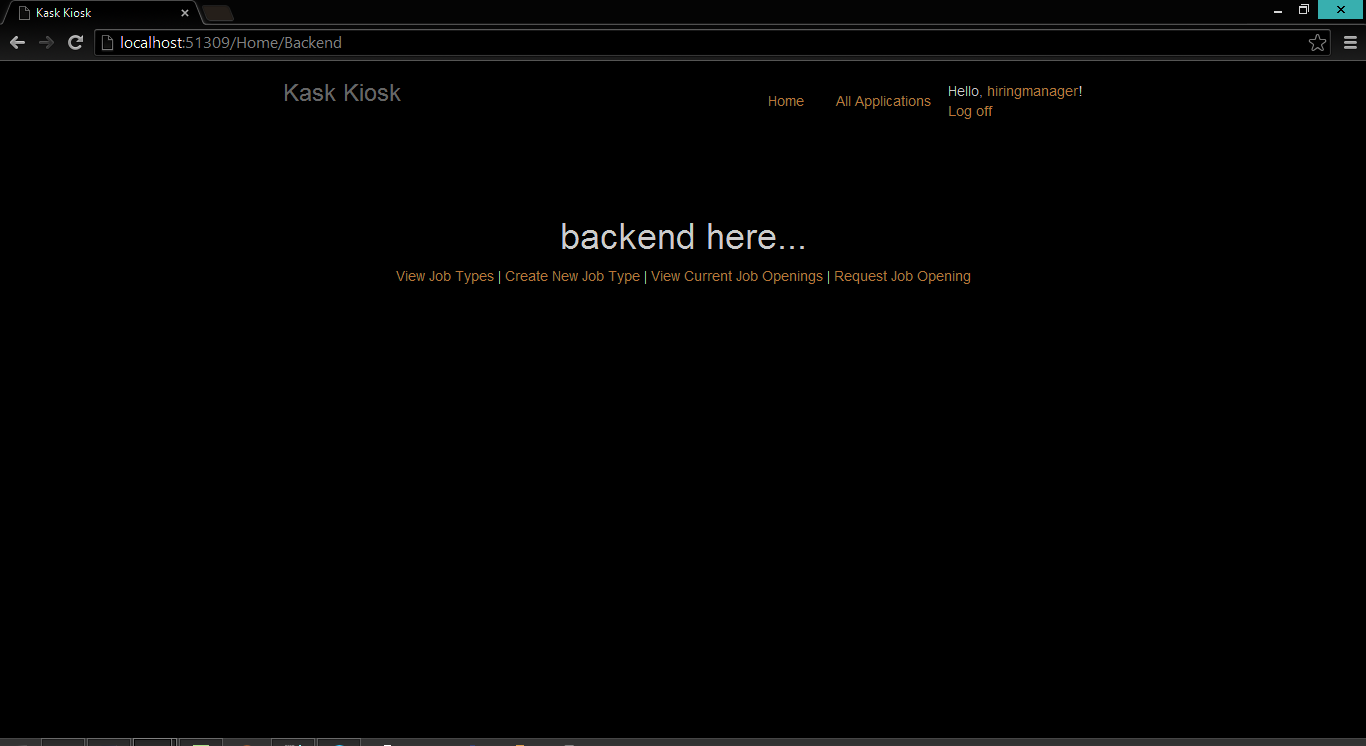 Kask Kiosk
localhost:51309/Home/Backend
Kask Kiosk
Home All Applications
Hello, hiringmanager!
Log off
backend here...
View Job Types | Create New Job Type | View Current Job Openings | Request Job Opening